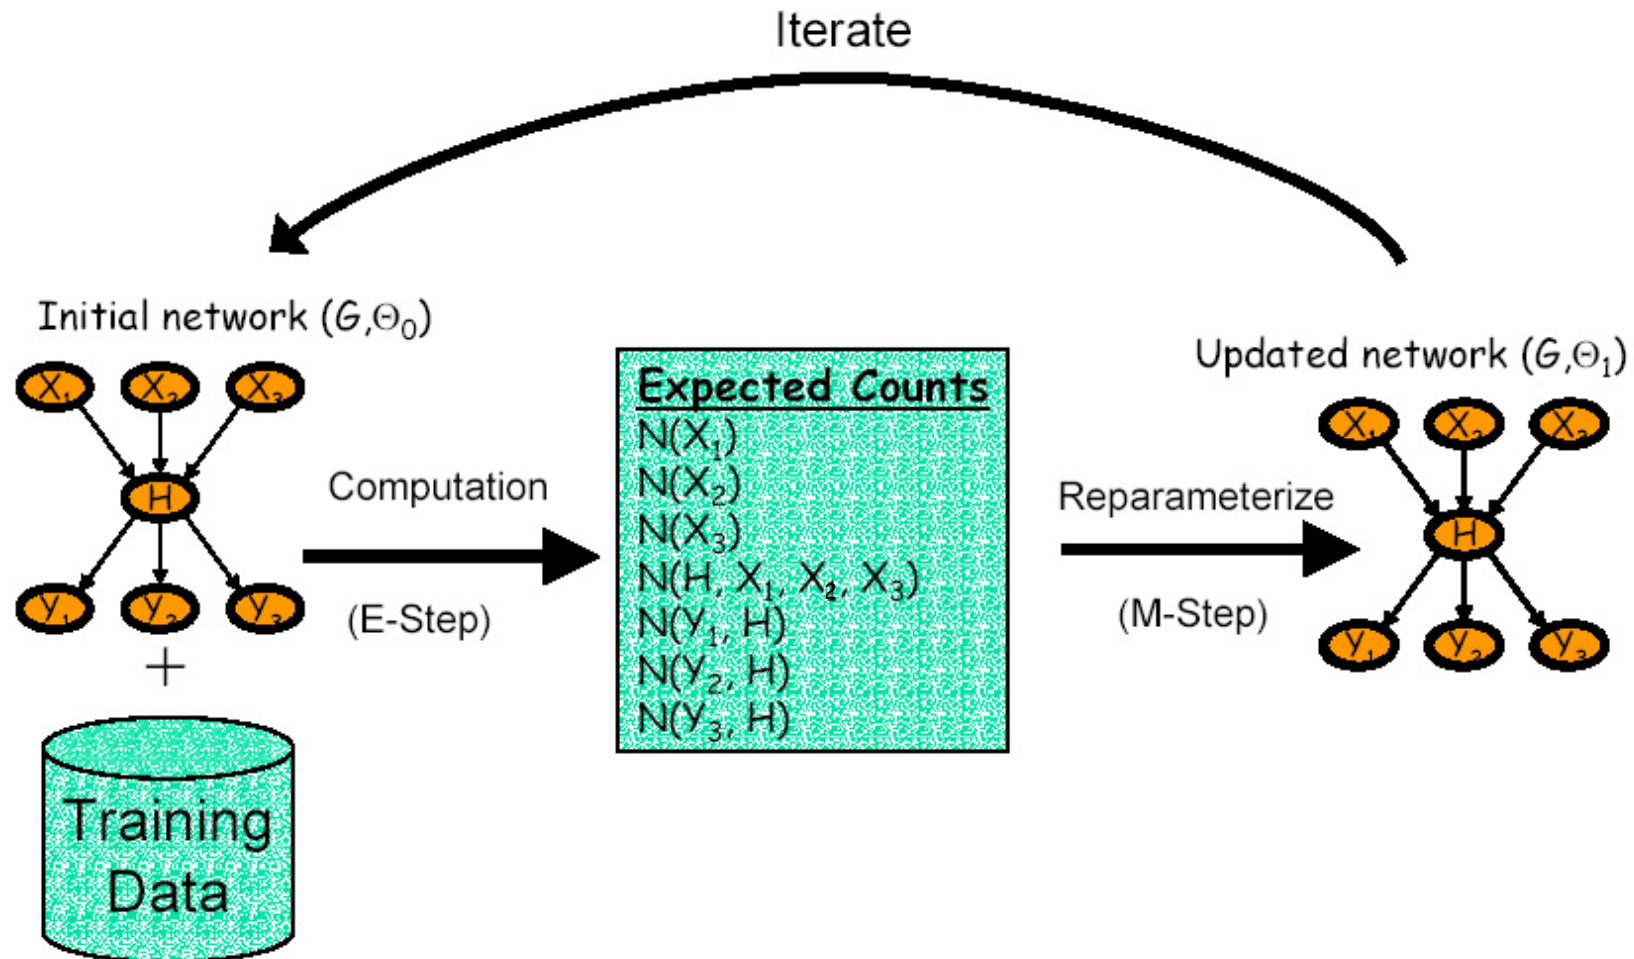 Iterate
Initial network (G,Θ₀)
X₁ X₂ X₃
H
Y₁ Y₂ Y₃
+
Training
Data
Computation
(E-Step)
Expected Counts
N(X₁)
N(X₂)
N(X₃)
N(H, X₁, X₂, X₃)
N(Y₁, H)
N(Y₂, H)
N(Y₃, H)
Reparameterize
(M-Step)
Updated network (G,Θ₁)
X₁ X₂ X₃
H
Y₁ Y₂ Y₃